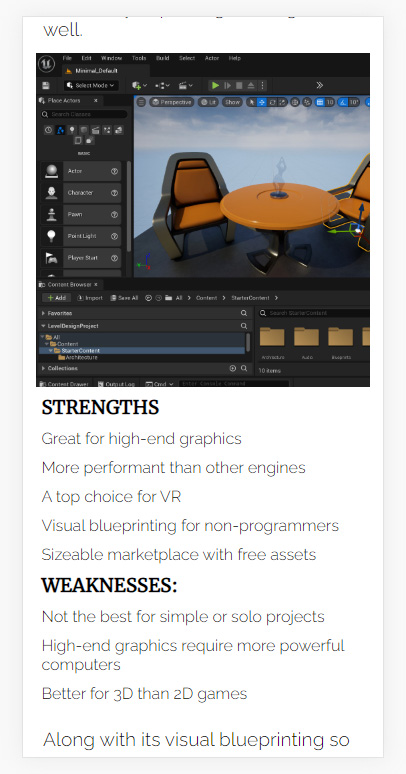 well.
File Edit Window Tools Build Select Actor Help
Minimal_Default
Select Mode
Place Actors
Perspective Lit Show 10 10°
Search Classes
BASIC
Actor
Character
Pawn
Point Light
Player Start
Content Browser
+ Add Import Save All All > Content > StarterContent >
Favorites
Search StarterContent
LevelDesignProject
All
Content
StarterContent
Architecture
Architecture Audio Blueprints
Collections
10 items
Content Drawer Output Log Cmd Enter Console Command
STRENGTHS
Great for high-end graphics
More performant than other engines
A top choice for VR
Visual blueprinting for non-programmers
Sizeable marketplace with free assets
WEAKNESSES:
Not the best for simple or solo projects
High-end graphics require more powerful
computers
Better for 3D than 2D games
Along with its visual blueprinting so